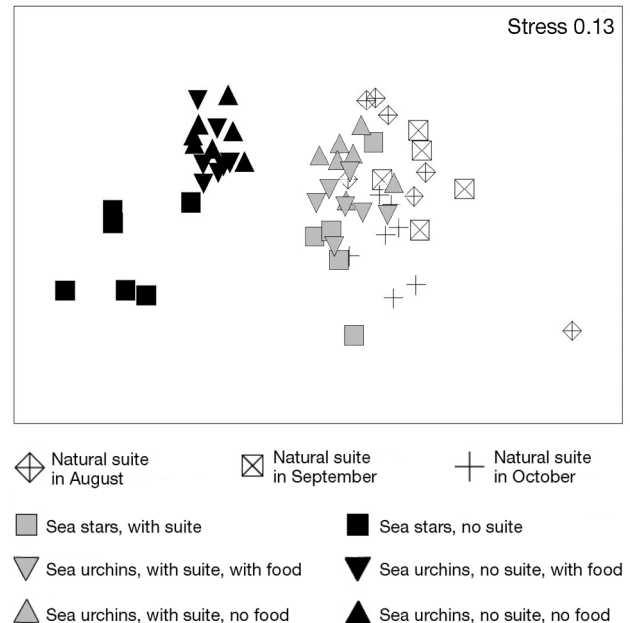 Stress 0.13
Natural suite
in August
Natural suite
in September
Natural suite
in October
Sea stars, with suite
Sea stars, no suite
Sea urchins, with suite, with food
Sea urchins, no suite, with food
Sea urchins, with suite, no food
Sea urchins, no suite, no food